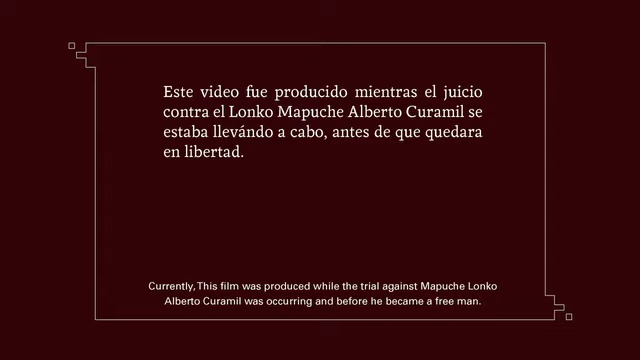 Este video fue producido mientras el juicio
contra el Lonko Mapuche Alberto Curamil se
estaba llevándo a cabo, antes de que quedara
en libertad.
Currently, This film was produced while the trial against Mapuche Lonko
Alberto Curamil was occurring and before he became a free man.